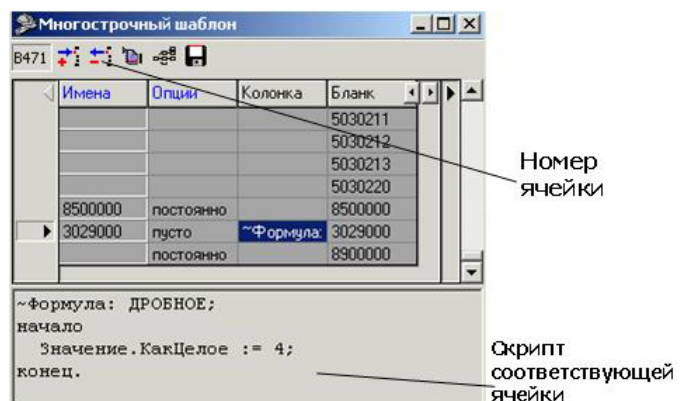 Многострочный шаблон
B471
Имена Опции Колонка Бланк
5030211
5030212
5030213
5030220
8500000 постоянно 8500000
3029000 пусто ~Формула: 3029000
постоянно 8900000
Номер
ячейки
~Формула: ДРОБНОЕ;
начало
Значение.КакЦелое := 4;
конец.
Скрипт
соответствующей
ячейки